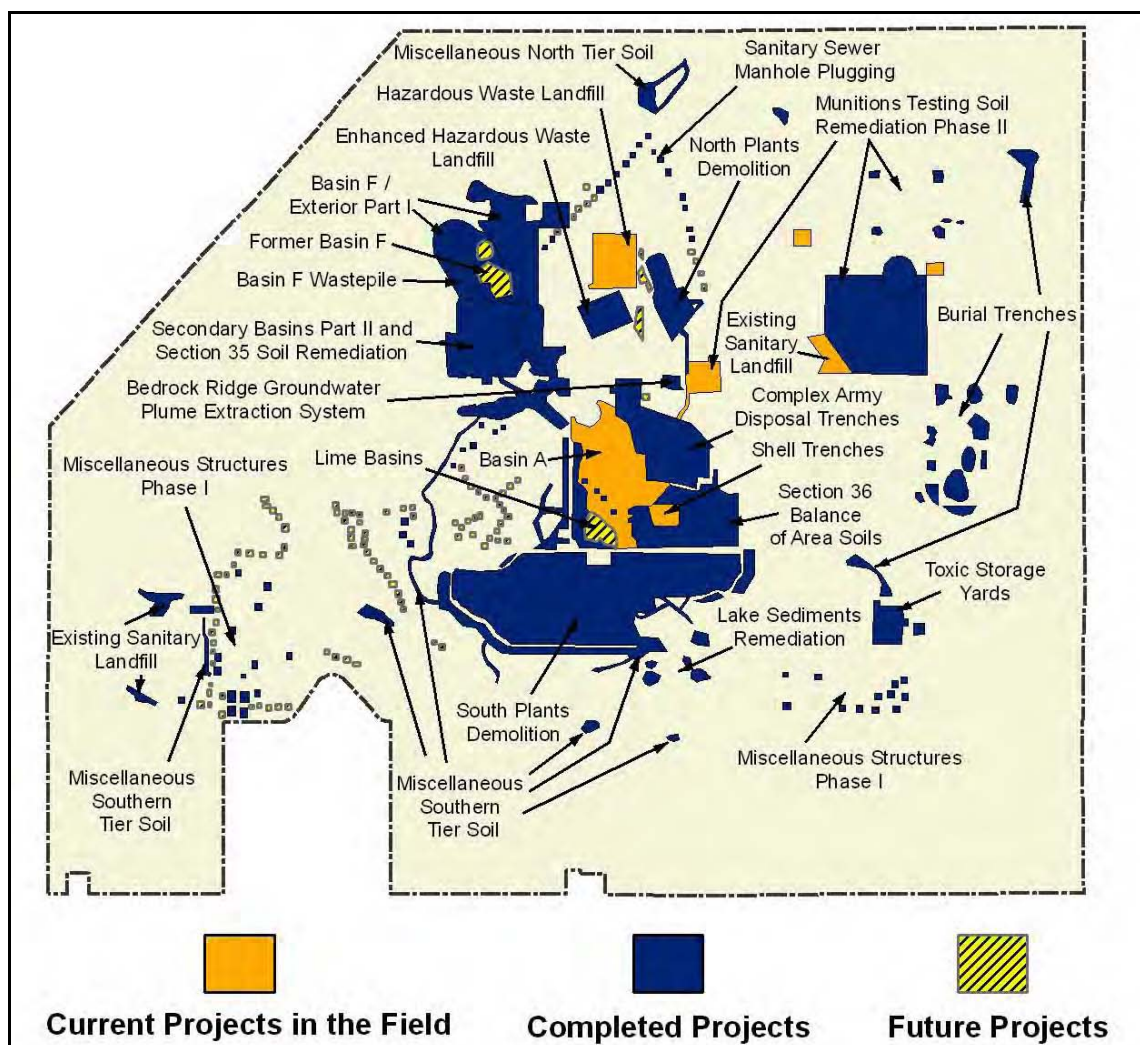 Miscellaneous North Tier Soil
Sanitary Sewer
Manhole Plugging
Hazardous Waste Landfill
Munitions Testing Soil
Remediation Phase II
Enhanced Hazardous Waste
Landfill
North Plants
Demolition
Basin F /
Exterior Part I
Former Basin F
Basin F Wastepile
Secondary Basins Part II and
Section 35 Soil Remediation
Existing
Sanitary
Landfill
Burial Trenches
Bedrock Ridge Groundwater
Plume Extraction System
Complex Army
Disposal Trenches
Lime Basins
Basin A
Shell Trenches
Miscellaneous Structures
Phase I
Section 36
Balance
of Area Soils
Toxic Storage
Yards
Existing Sanitary
Landfill
Lake Sediments
Remediation
South Plants
Demolition
Miscellaneous
Southern
Tier Soil
Miscellaneous
Southern
Tier Soil
Miscellaneous Structures
Phase I
Current Projects in the Field
Completed Projects
Future Projects